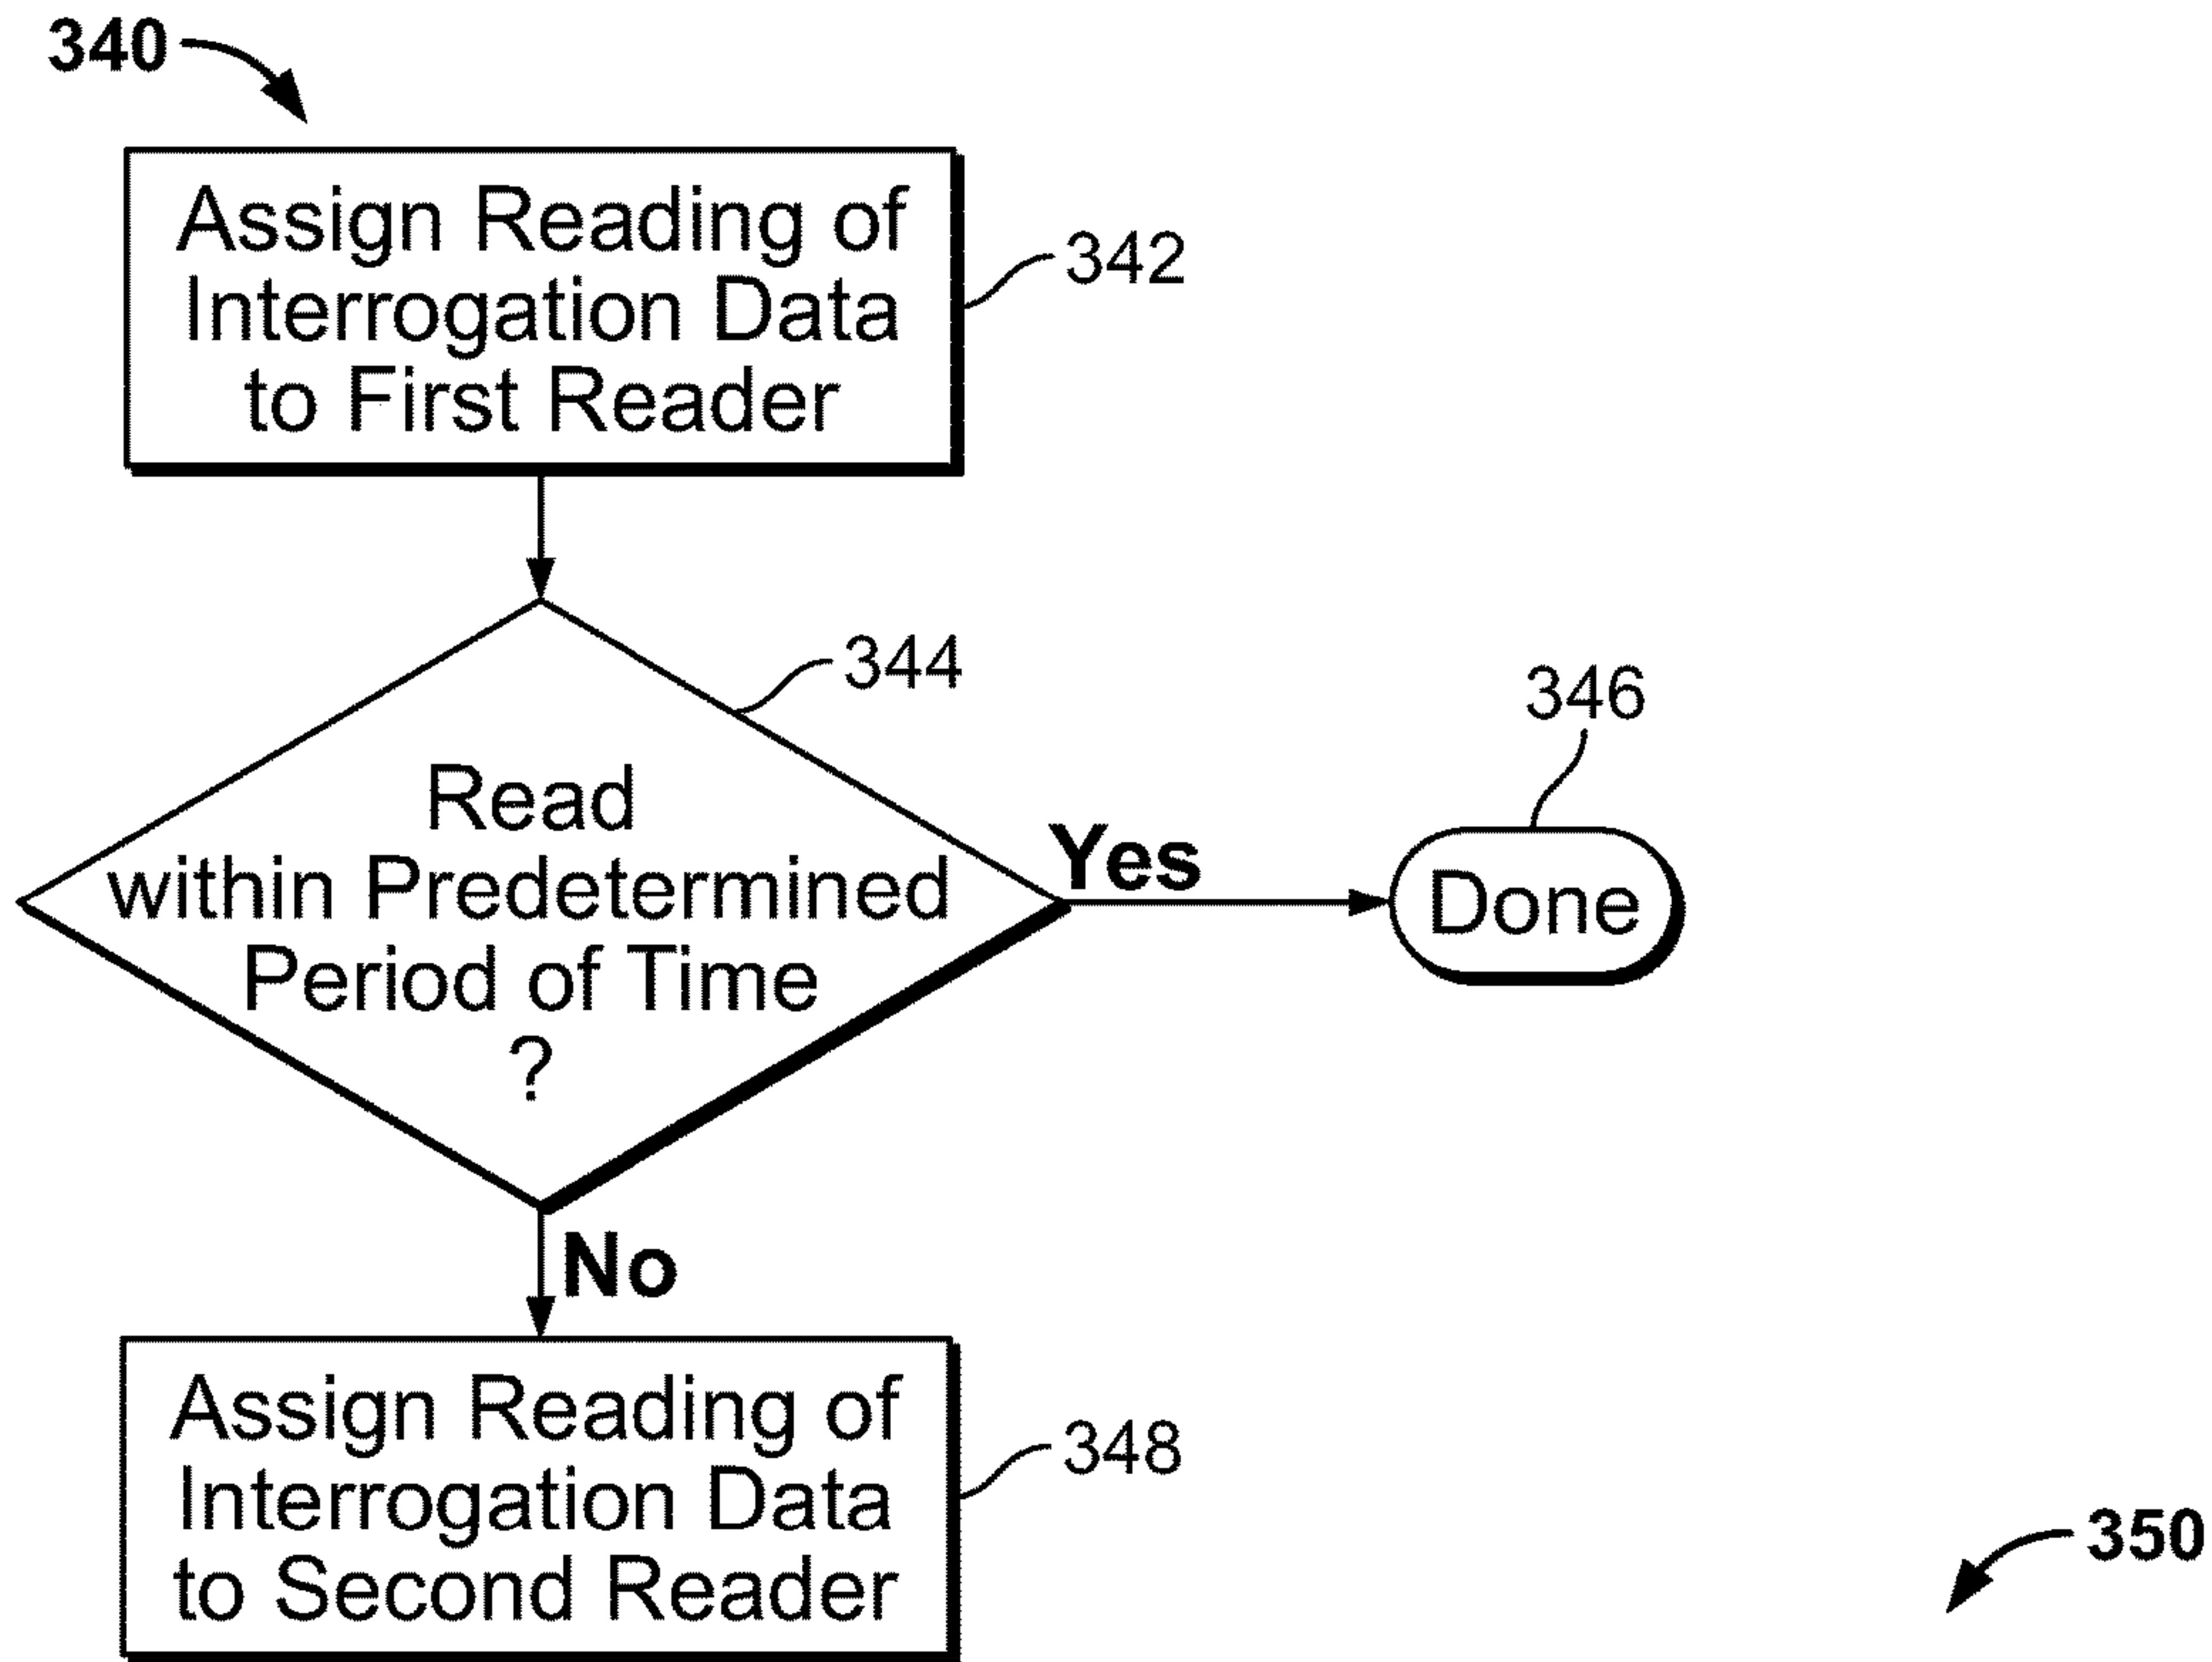 340
Assign Reading of
Interrogation Data
to First Reader
342
344
Read
within Predetermined
Period of Time
?
Yes
346
Done
No
Assign Reading of
Interrogation Data
to Second Reader
348
350